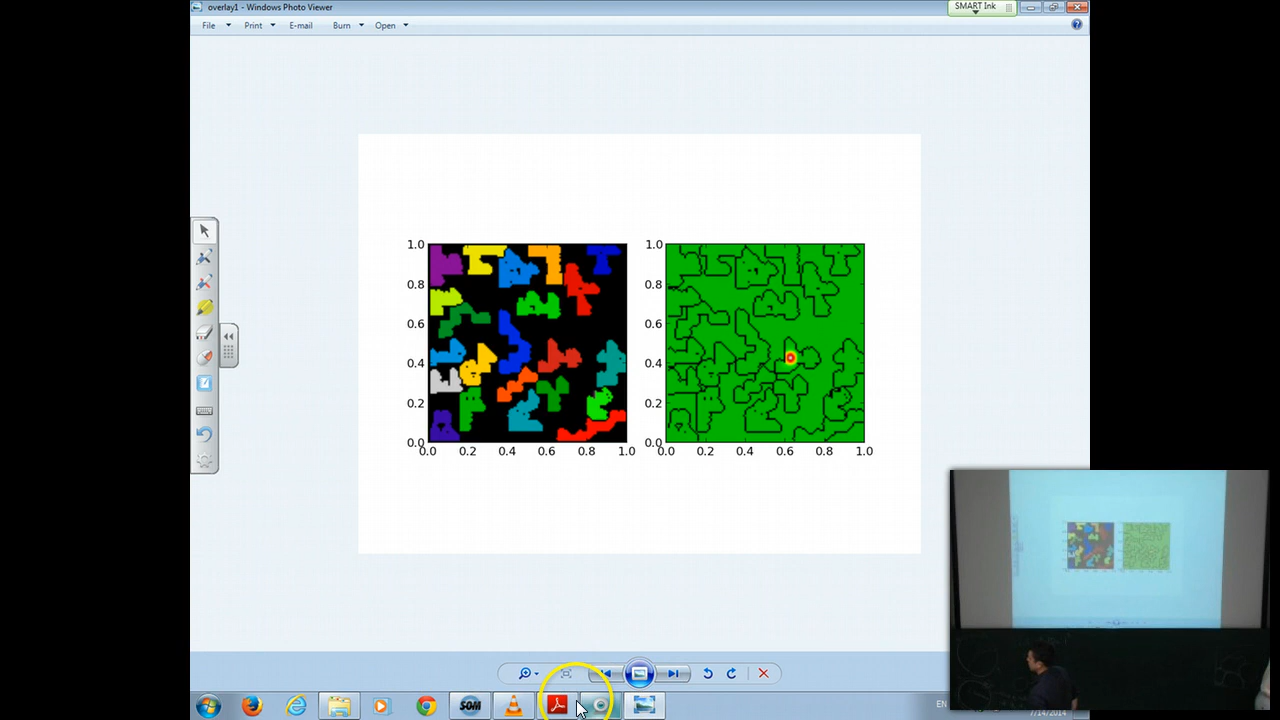 overlay1 - Windows Photo Viewer
SMART Ink
File Print E-mail Burn Open
1.0 1.0
0.8 0.8
0.6 0.6
0.4 0.4
0.2 0.2
0.0 0.0
0.0 0.2 0.4 0.6 0.8 1.0 0.0 0.2 0.4 0.6 0.8 1.0
SOM
EN
7/14/2014